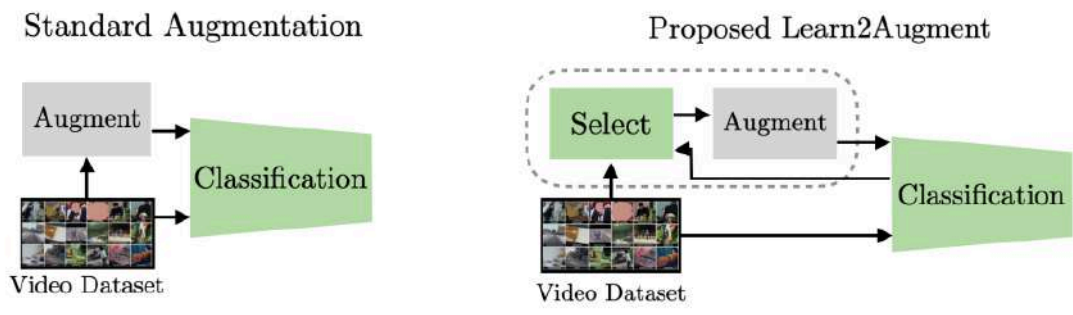 Standard Augmentation
Augment
Classification
Video Dataset
Proposed Learn2Augment
Select
Augment
Classification
Video Dataset